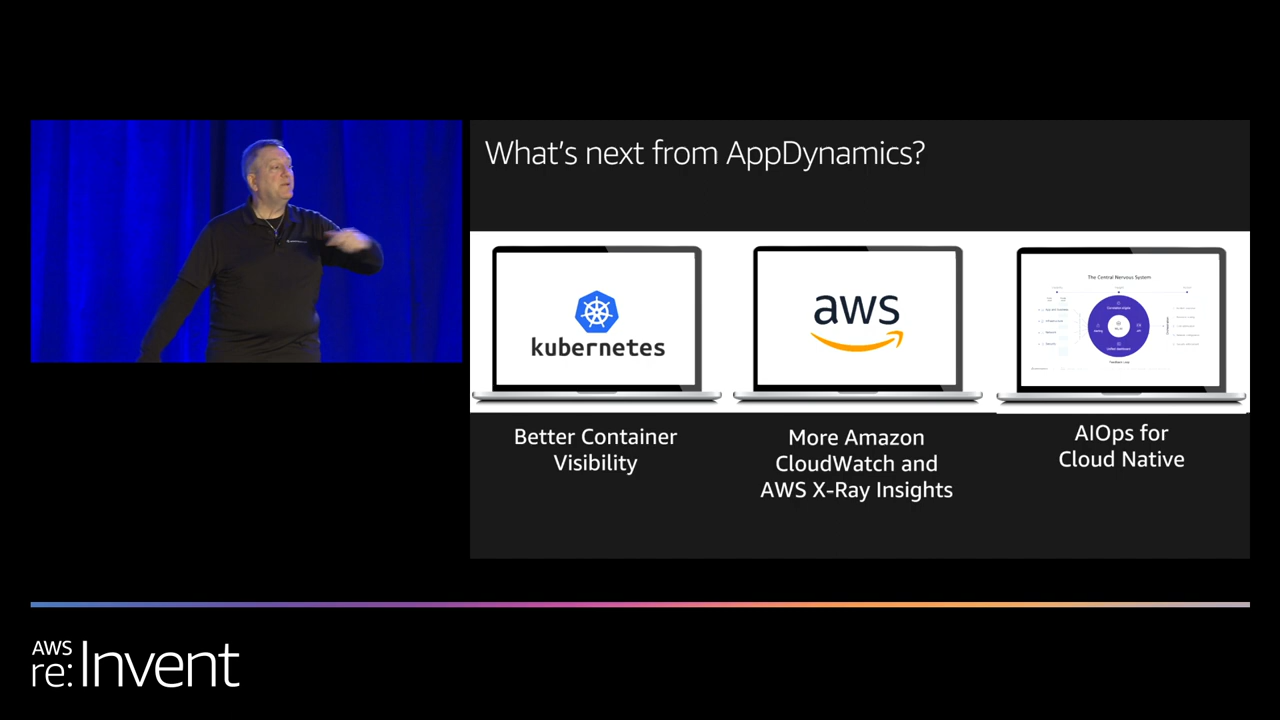 What's next from AppDynamics?
kubernetes
aws
The Central Nervous System
Better Container
Visibility
More Amazon
CloudWatch and
AWS X-Ray Insights
AIOps for
Cloud Native
AWS
re:Invent